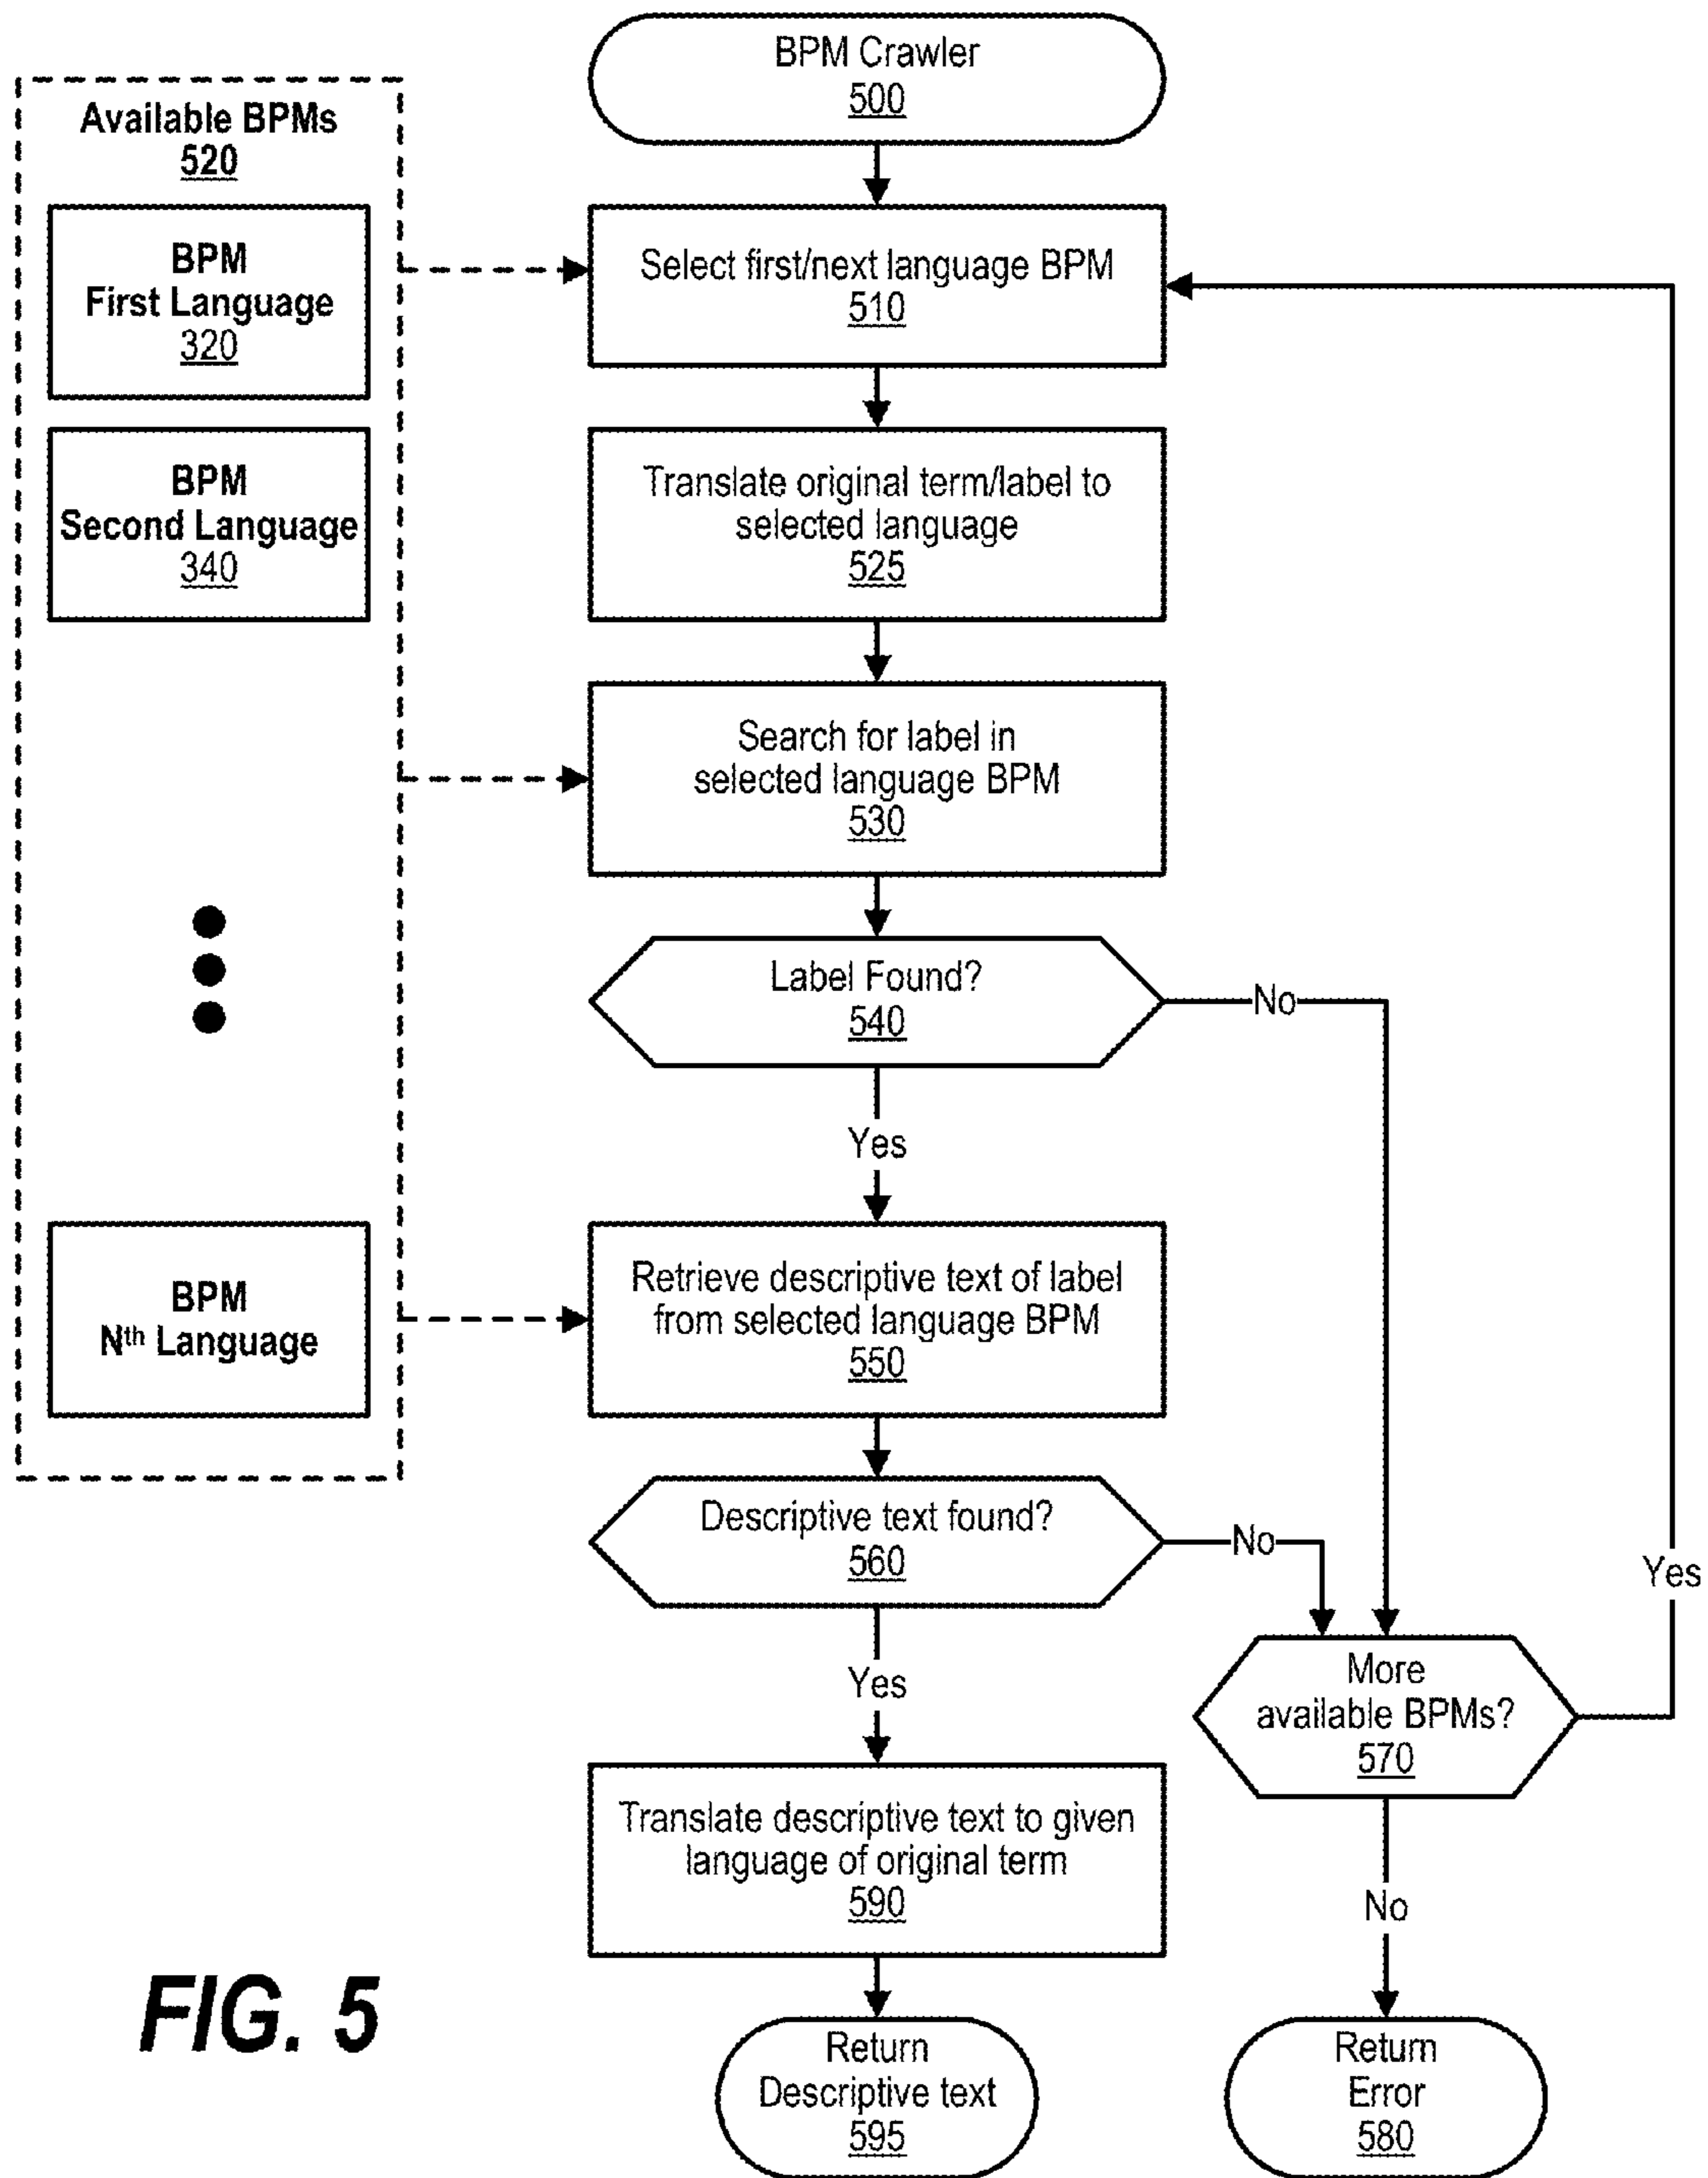 BPM Crawler
500
Available BPMs
520
BPM
First Language
320
Select first/next language BPM
510
BPM
Second Language
340
Translate original term/label to
selected language
525
Search for label in
selected language BPM
530
Label Found?
540
No
Yes
BPM
Nth Language
Retrieve descriptive text of label
from selected language BPM
550
Descriptive text found?
560
No
Yes
Yes
More
available BPMs?
570
Translate descriptive text to given
language of original term
590
No
FIG. 5
Return
Descriptive text
595
Return
Error
580